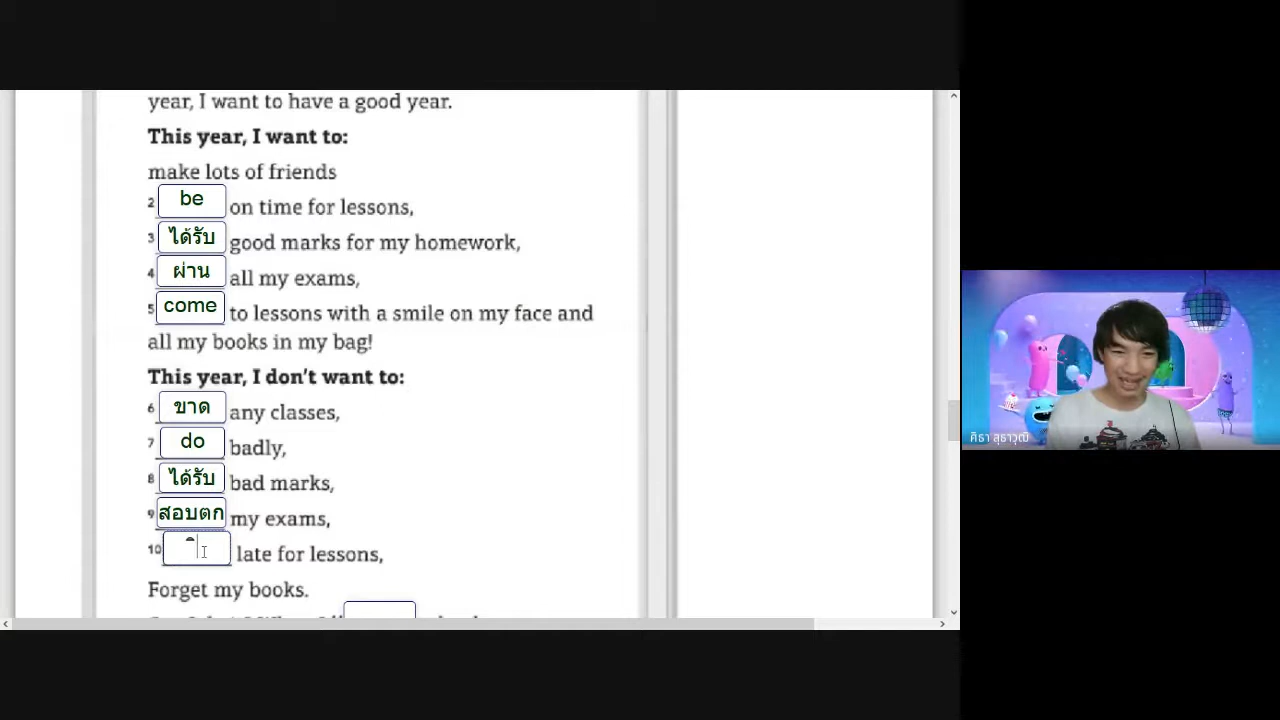 year, I want to have a good year.
This year, I want to:
make lots of friends
2 be on time for lessons,
3 ได้รับ good marks for my homework,
4 ผ่าน all my exams,
5 come to lessons with a smile on my face and
all my books in my bag!
This year, I don't want to:
6 ขาด any classes,
7 do badly,
8 ได้รับ bad marks,
9 สอบตก my exams,
10 late for lessons,
Forget my books.
ศิธา สุธาวุฒิ